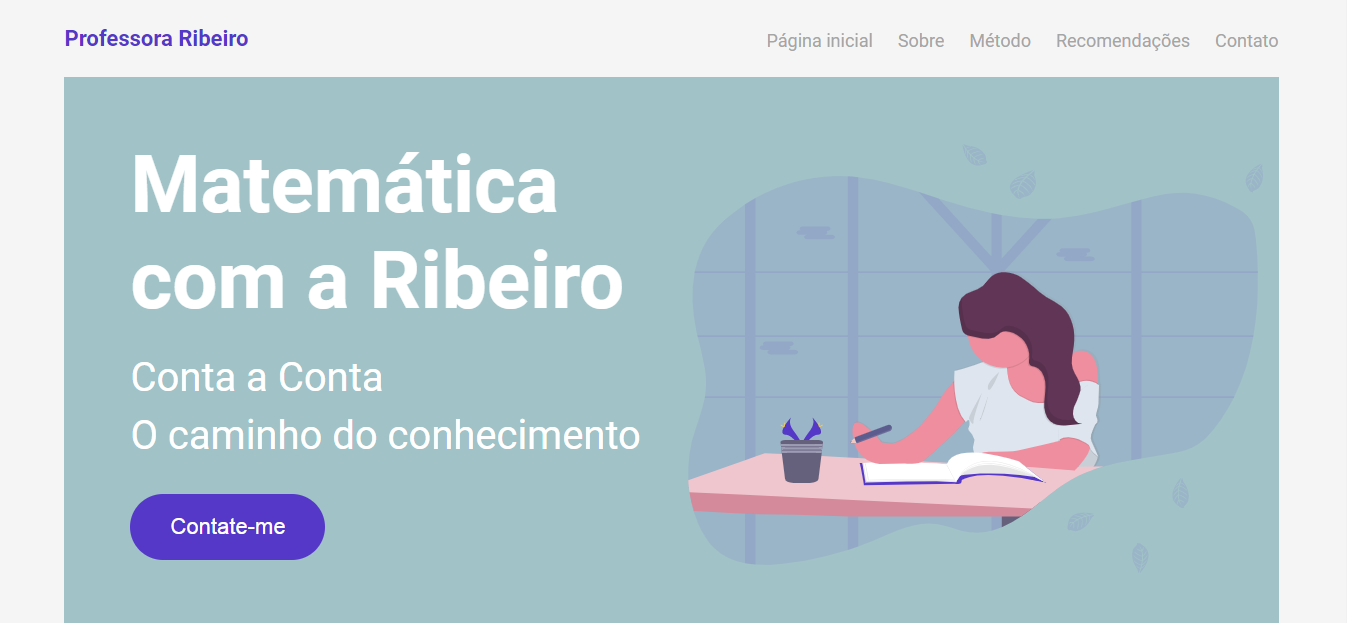 Professora Ribeiro
Página inicial Sobre Método Recomendações Contato
Matemática
com a Ribeiro
Conta a Conta
O caminho do conhecimento
Contate-me